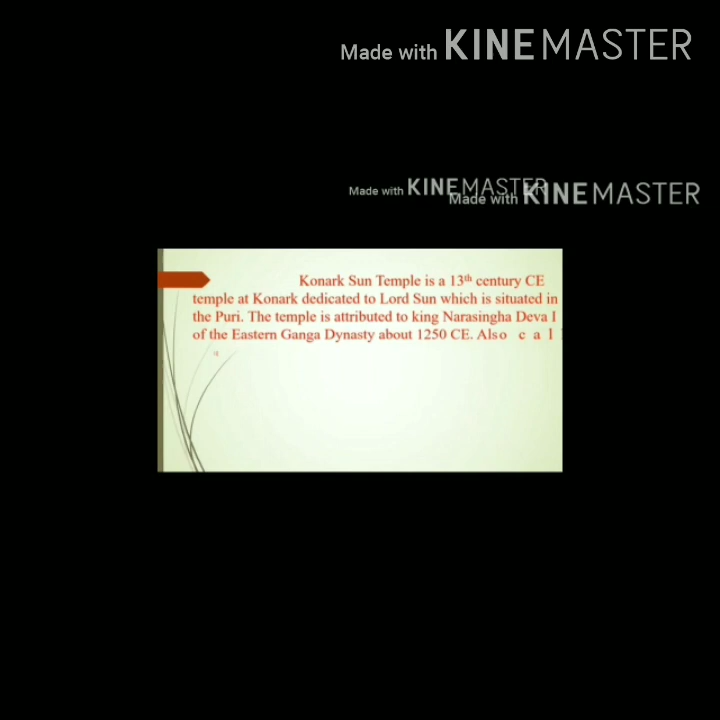 Made with KINEMASTER
Made with KINEMASTER
Made with KINEMASTER
Konark Sun Temple is a 13th century CE
temple at Konark dedicated to Lord Sun which is situated in
the Puri. The temple is attributed to king Narasingha Deva I
of the Eastern Ganga Dynasty about 1250 CE. Also c a l